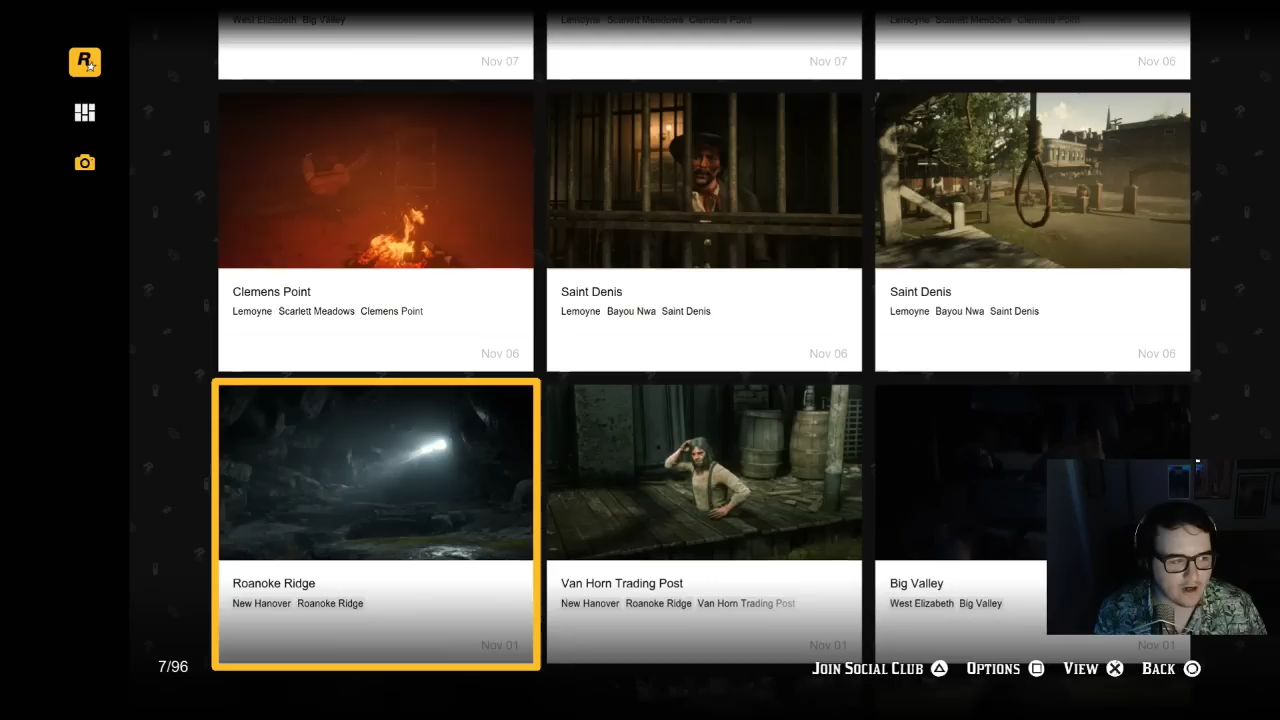 West Elizabeth Big Valley
Lemoyne Scarlett Meadows Clemens Point
Lemoyne Scarlett Meadows Clemens Point
Nov 07
Nov 07
Nov 06
R
Clemens Point
Lemoyne Scarlett Meadows Clemens Point
Nov 06
Saint Denis
Lemoyne Bayou Nwa Saint Denis
Nov 06
Saint Denis
Lemoyne Bayou Nwa Saint Denis
Nov 06
Roanoke Ridge
New Hanover Roanoke Ridge
Nov 01
Van Horn Trading Post
New Hanover Roanoke Ridge Van Horn Trading Post
Nov 01
Big Valley
West Elizabeth Big Valley
Nov 01
7/96
Join Social Club Options View Back